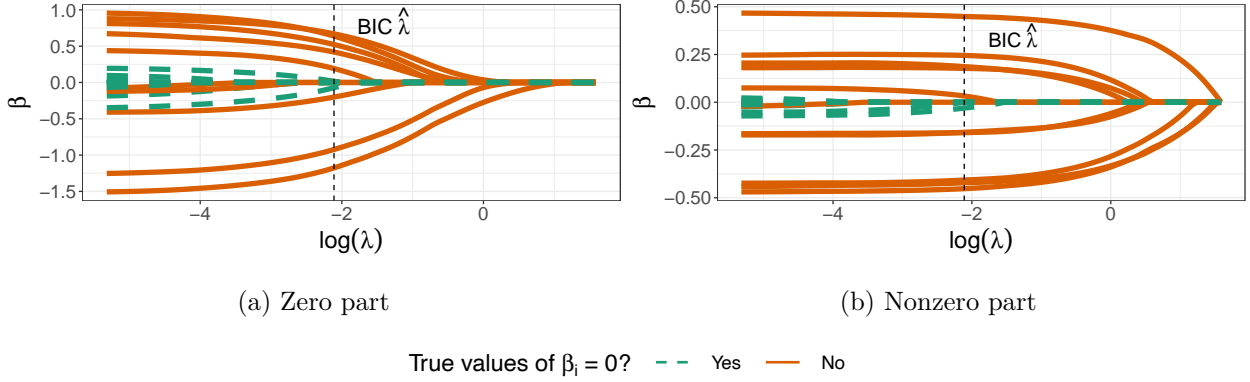 1.0
0.5
0.0
−0.5
−1.0
−1.5
β
BIC λ̂
−4
−2
0
log(λ)
(a) Zero part
0.50
0.25
0.00
−0.25
−0.50
β
BIC λ̂
−4
−2
0
log(λ)
(b) Nonzero part
True values of βᵢ = 0? Yes No